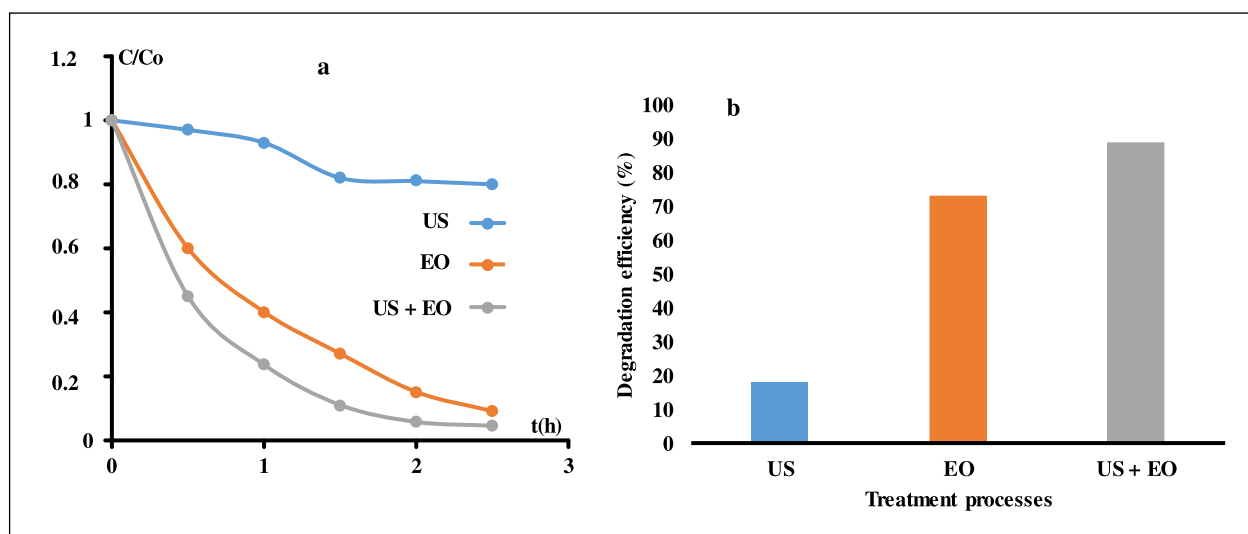 C/Co
a
1.2
1
0.8
0.6
0.4
0.2
0
0
1
2
3
t(h)
US
EO
US + EO
b
Degradation efficiency (%)
100
90
80
70
60
50
40
30
20
10
0
US
EO
US + EO
Treatment processes